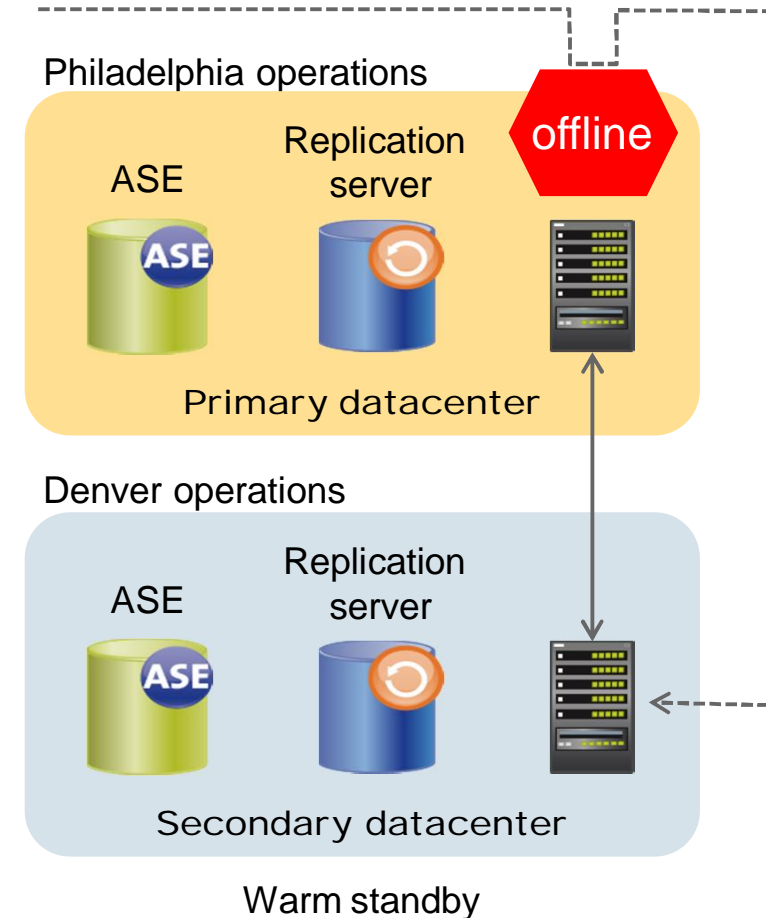 Philadelphia operations
offline
ASE
Replication
server
ASE
Primary datacenter
Denver operations
ASE
Replication
server
ASE
Secondary datacenter
Warm standby